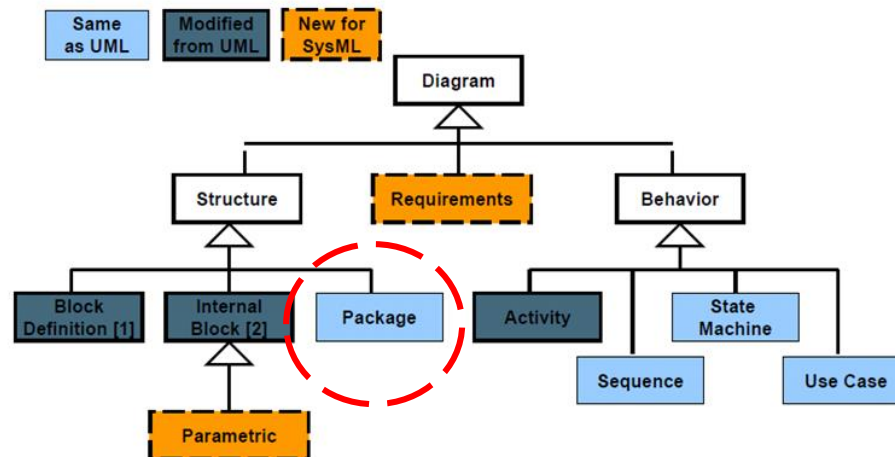 Same
as UML
Modified
from UML
New for
SysML
Diagram
Structure
Requirements
Behavior
Block
Definition [1]
Internal
Block [2]
Package
Activity
State
Machine
Sequence
Use Case
Parametric